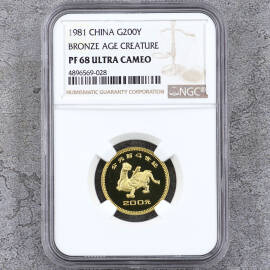 1981 CHINA G200Y
BRONZE AGE CREATURE
PF 68 ULTRA CAMEO
4896569-028
NUMISMATIC GUARANTY COMPANY
NGC
200元